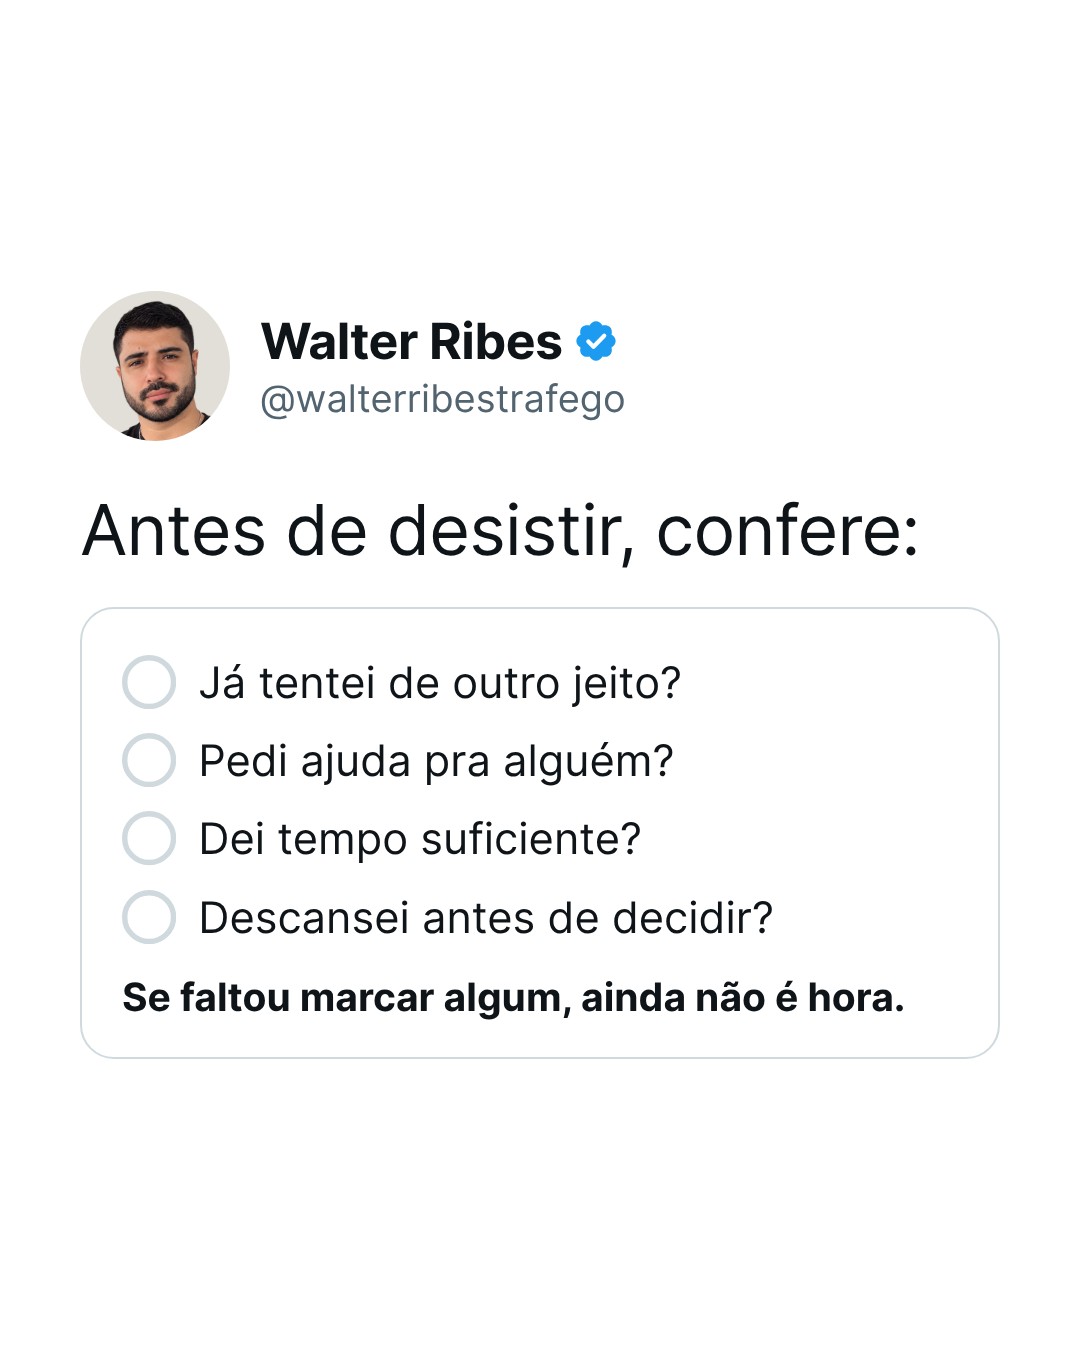 Walter Ribes
@walterribestrafego
Antes de desistir, confere:
Já tentei de outro jeito?
Pedi ajuda pra alguém?
Dei tempo suficiente?
Descansei antes de decidir?
Se faltou marcar algum, ainda não é hora.